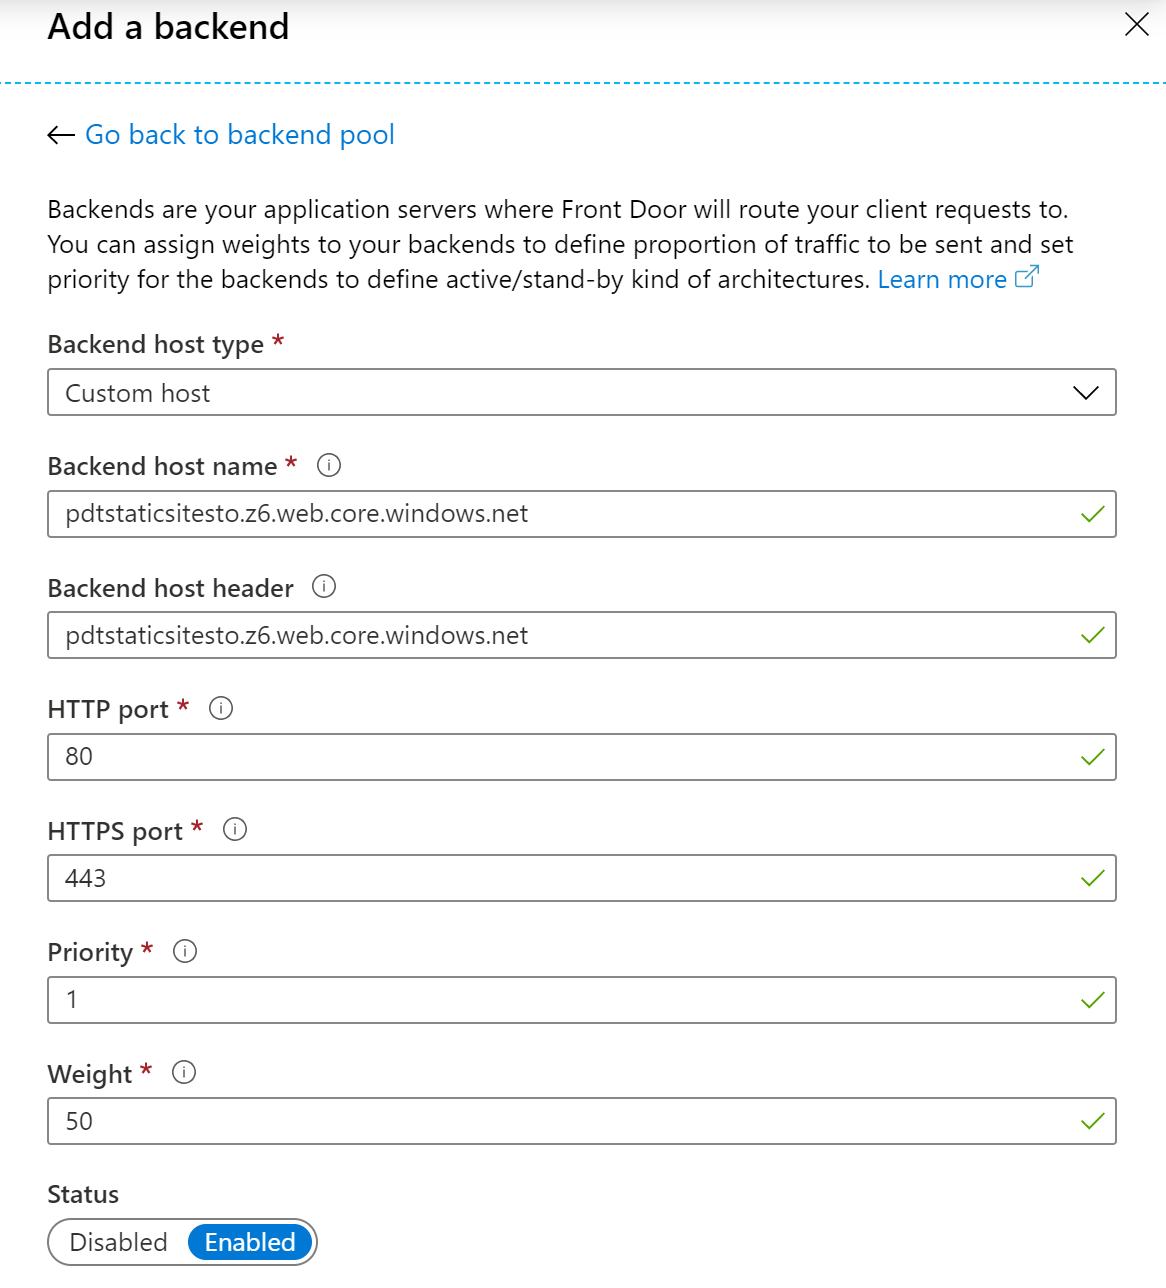 Add a backend
Go back to backend pool
Backends are your application servers where Front Door will route your client requests to.
You can assign weights to your backends to define proportion of traffic to be sent and set
priority for the backends to define active/stand-by kind of architectures. Learn more
Backend host type *
Custom host
Backend host name *
pdtstaticsitesto.z6.web.core.windows.net
Backend host header
pdtstaticsitesto.z6.web.core.windows.net
HTTP port *
80
HTTPS port *
443
Priority *
1
Weight *
50
Status
Disabled Enabled